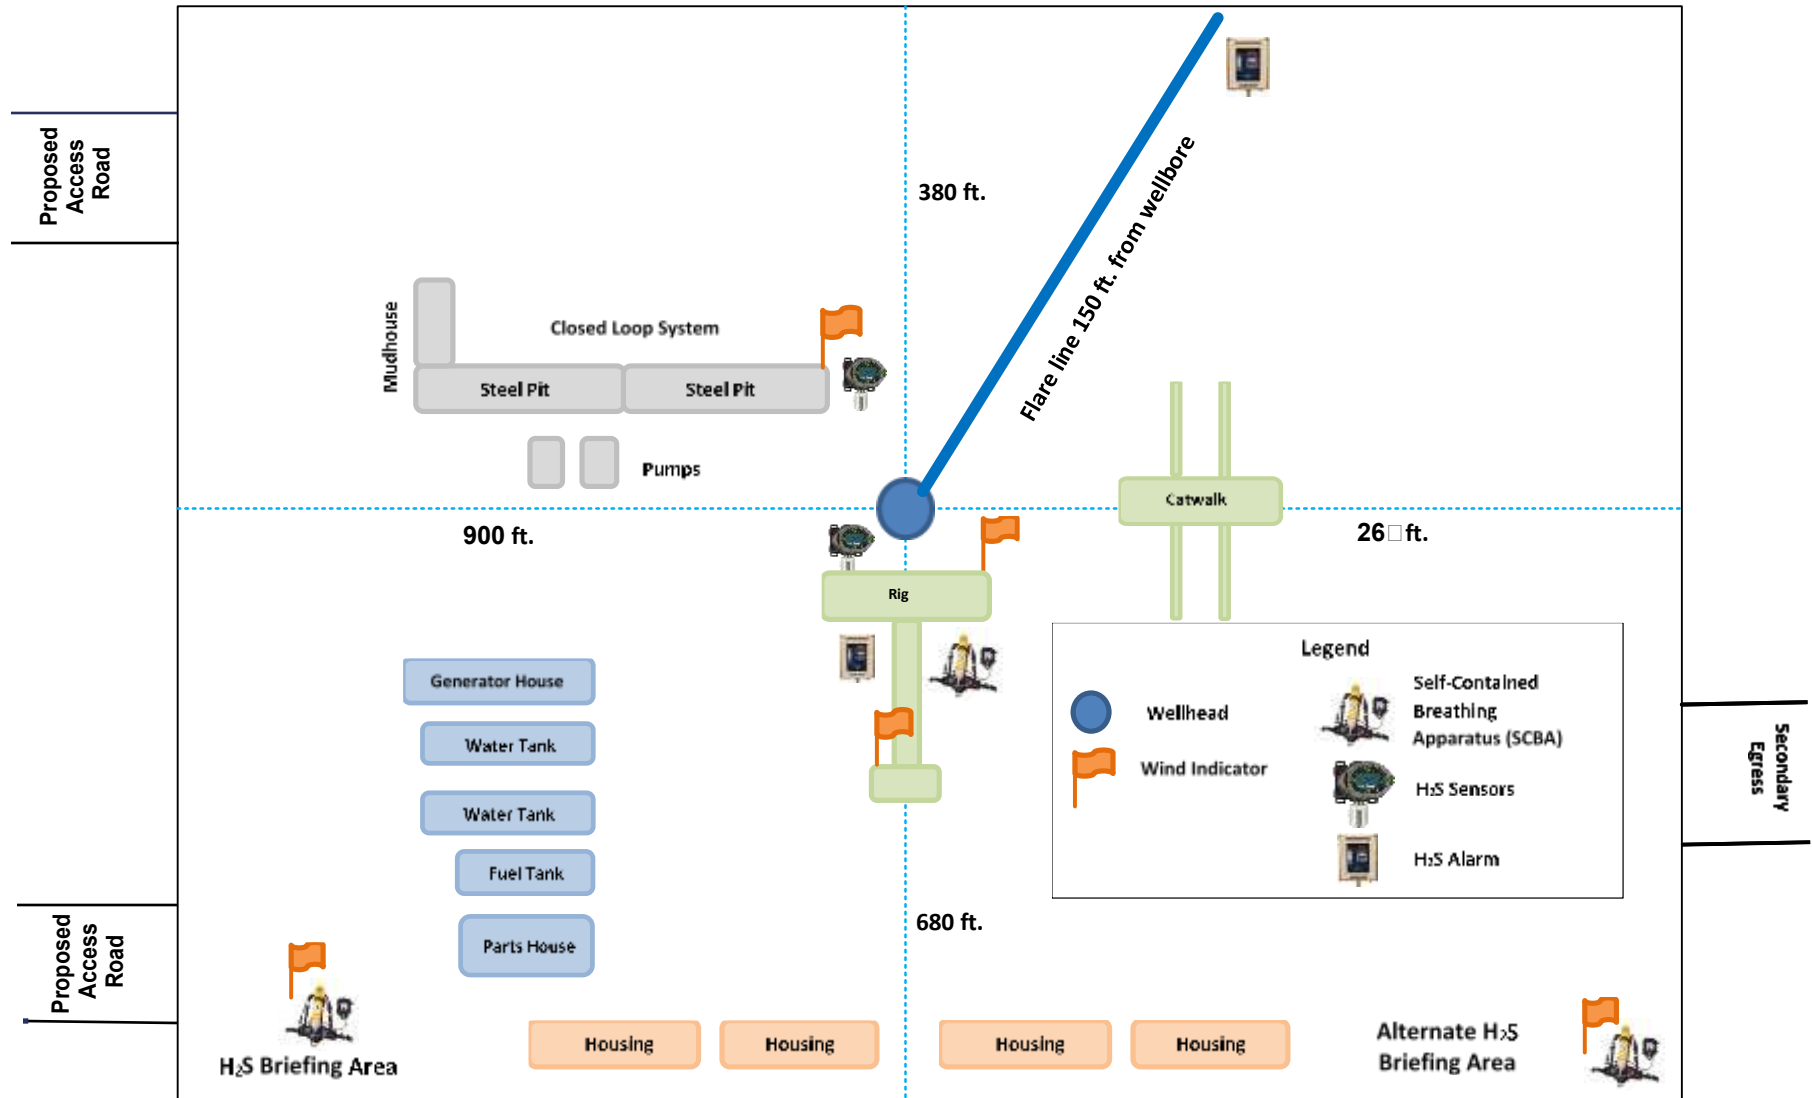 Proposed
Access
Road
380 ft.
Flare line 150 ft. from wellbore
Mudhouse
Closed Loop System
Steel Pit
Steel Pit
Pumps
Catwalk
900 ft.
26□ ft.
Rig
Legend
Wellhead
Wind Indicator
Self-Contained
Breathing
Apparatus (SCBA)
H₂S Sensors
H₂S Alarm
Secondary
Egress
Generator House
Water Tank
Water Tank
Fuel Tank
Parts House
680 ft.
Proposed
Access
Road
H₂S Briefing Area
Housing
Housing
Housing
Housing
Alternate H₂S
Briefing Area